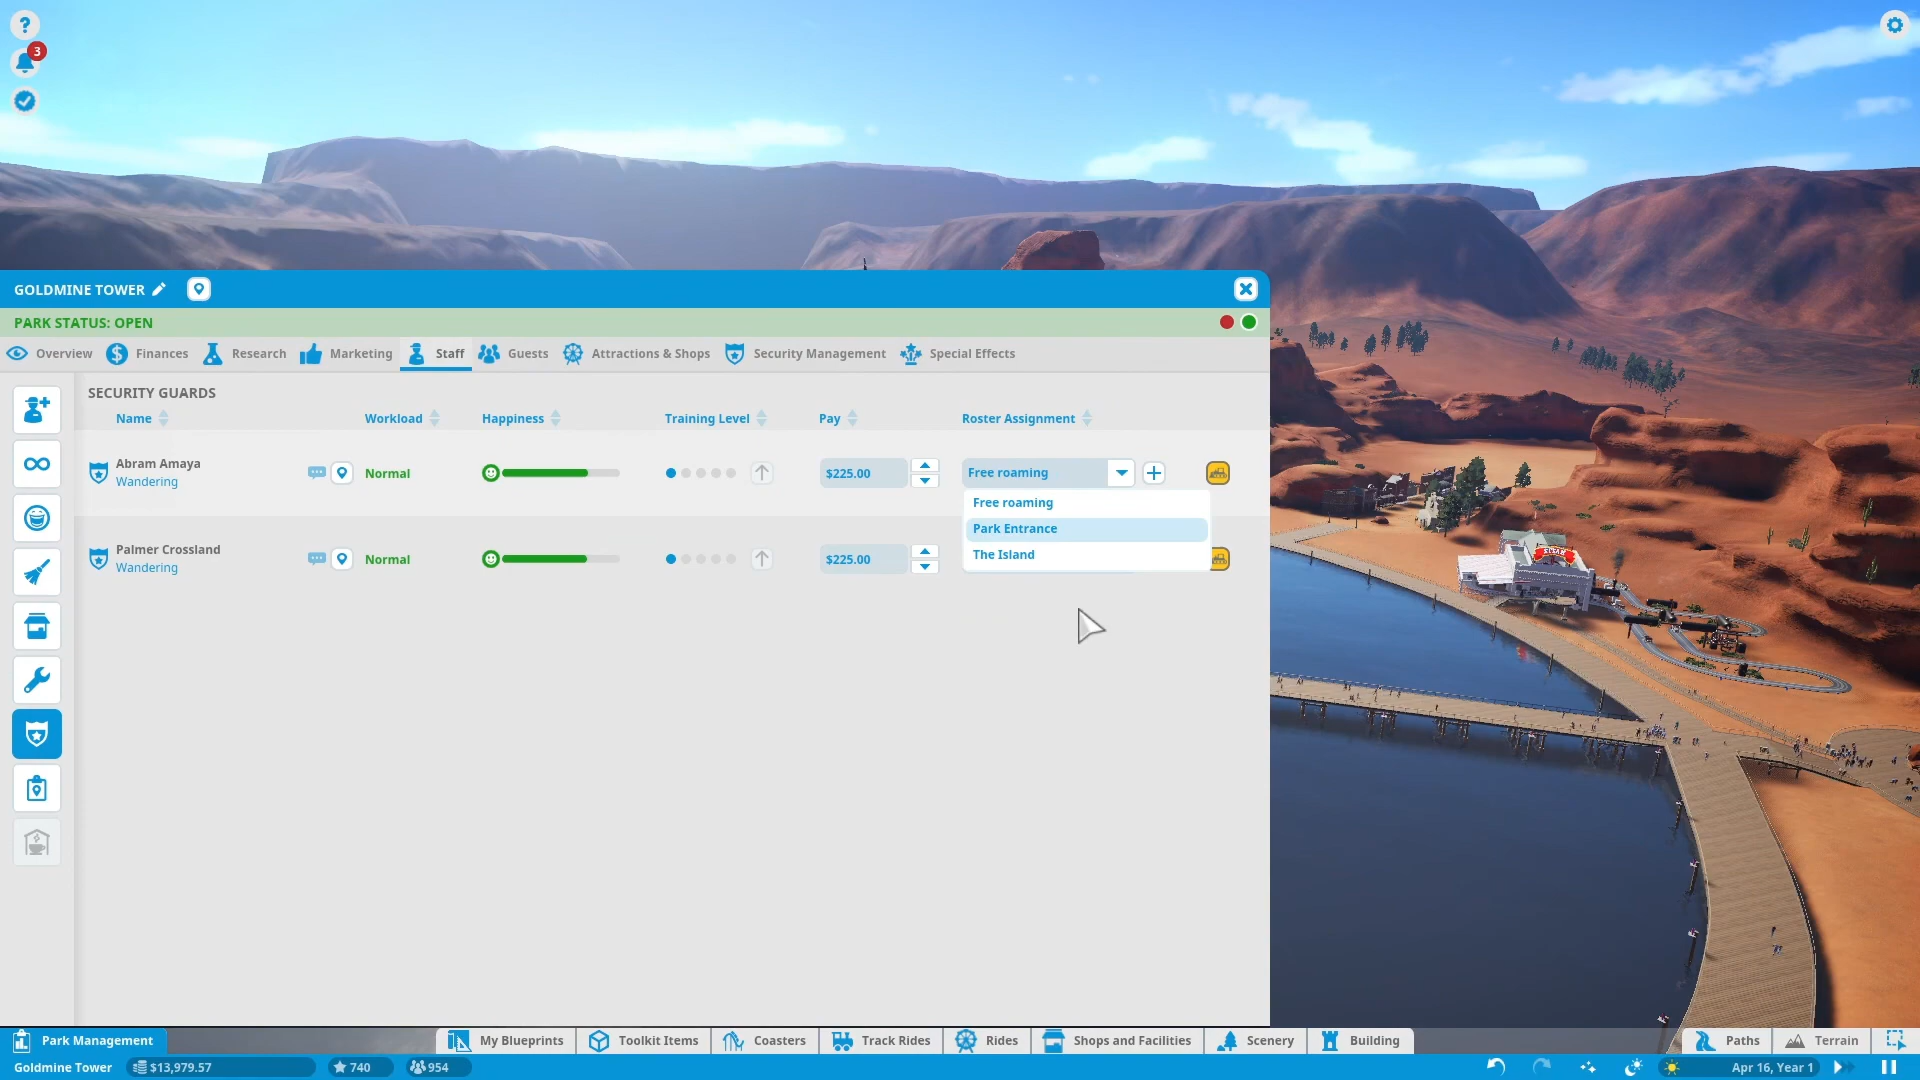 ?
3
GOLDMINE TOWER
PARK STATUS: OPEN
Overview
Finances
Research
Marketing
Staff
Guests
Attractions & Shops
Security Management
Special Effects
SECURITY GUARDS
Name
Workload
Happiness
Training Level
Pay
Roster Assignment
Abram Amaya
Wandering
Normal
$225.00
Free roaming
Free roaming
Park Entrance
The Island
Palmer Crossland
Wandering
Normal
$225.00
STEAM
Park Management
My Blueprints
Toolkit Items
Coasters
Track Rides
Rides
Shops and Facilities
Scenery
Building
Paths
Terrain
Goldmine Tower
$13,979.57
740
954
Apr 16, Year 1